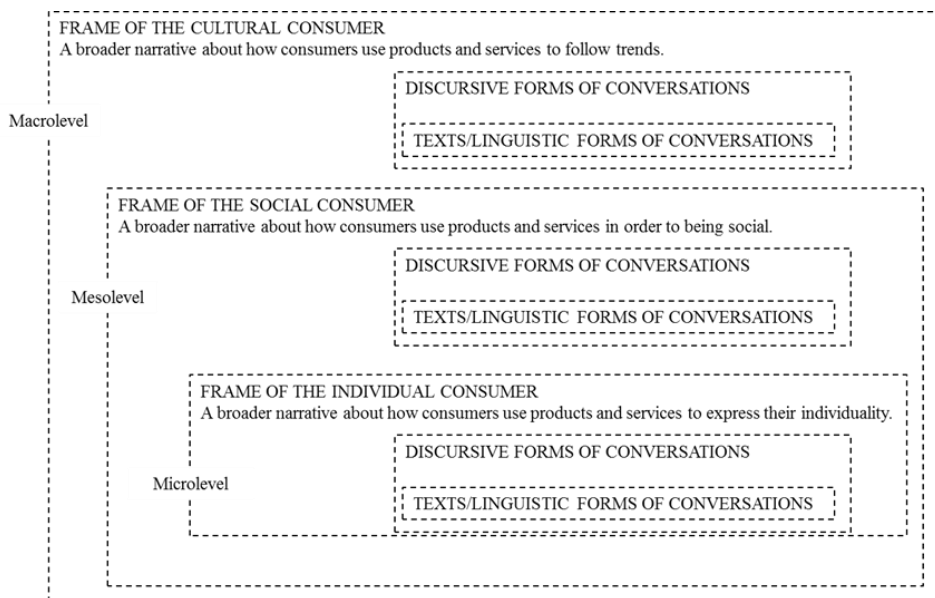 FRAME OF THE CULTURAL CONSUMER
A broader narrative about how consumers use products and services to follow trends.
DISCURSIVE FORMS OF CONVERSATIONS
Macrolevel
TEXTS/LINGUISTIC FORMS OF CONVERSATIONS
FRAME OF THE SOCIAL CONSUMER
A broader narrative about how consumers use products and services in order to being social.
DISCURSIVE FORMS OF CONVERSATIONS
Mesolevel
TEXTS/LINGUISTIC FORMS OF CONVERSATIONS
FRAME OF THE INDIVIDUAL CONSUMER
A broader narrative about how consumers use products and services to express their individuality.
DISCURSIVE FORMS OF CONVERSATIONS
Microlevel
TEXTS/LINGUISTIC FORMS OF CONVERSATIONS